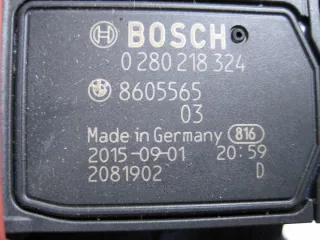 BOSCH
0 280 218 324
8605565
03
Made in Germany 816
2015-09-01 20:59
2081902 D